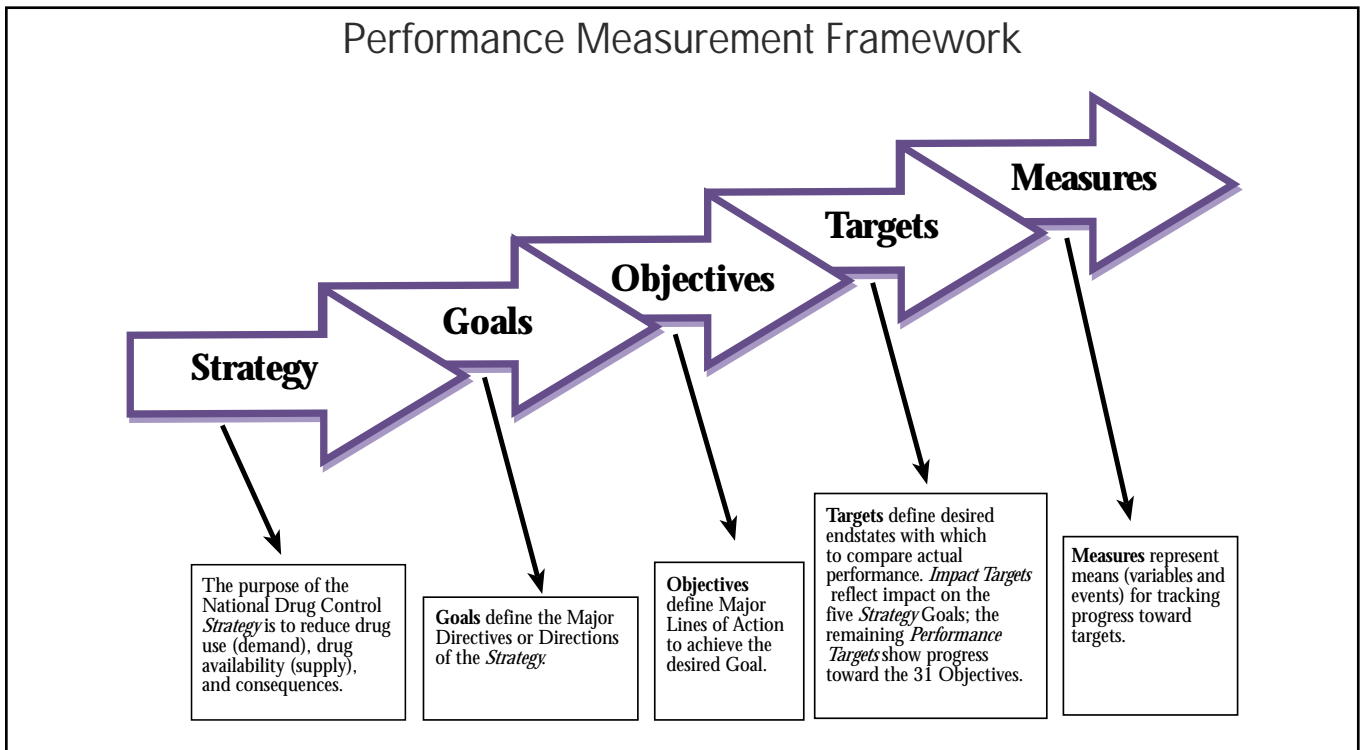 Performance Measurement Framework
Strategy
Goals
Objectives
Targets
Measures
The purpose of the
National Drug Control
Strategy is to reduce drug
use (demand), drug
availability (supply),
and consequences.
Goals define the Major
Directives or Directions
of the Strategy.
Objectives
define Major
Lines of Action
to achieve the
desired Goal.
Targets define desired
endstates with which
to compare actual
performance. Impact Targets
reflect impact on the
five Strategy Goals; the
remaining Performance
Targets show progress
toward the 31 Objectives.
Measures represent
means (variables and
events) for tracking
progress toward
targets.